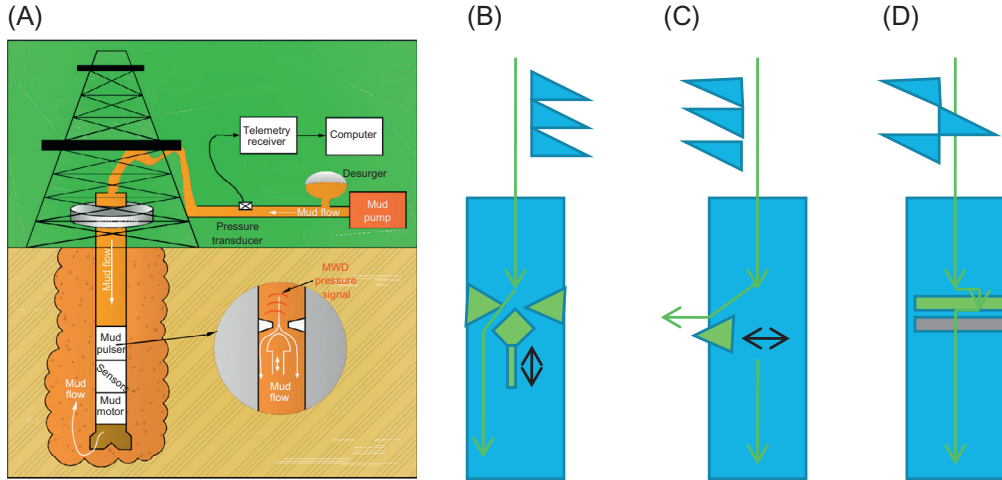 (A)
(B)
(C)
(D)
Telemetry
receiver
Computer
Desurger
Mud flow
Mud
pump
Pressure
transducer
Mud flow
MWD
pressure
signal
Mud
pulser
Sensors
Mud
flow
Mud
motor
Mud
flow